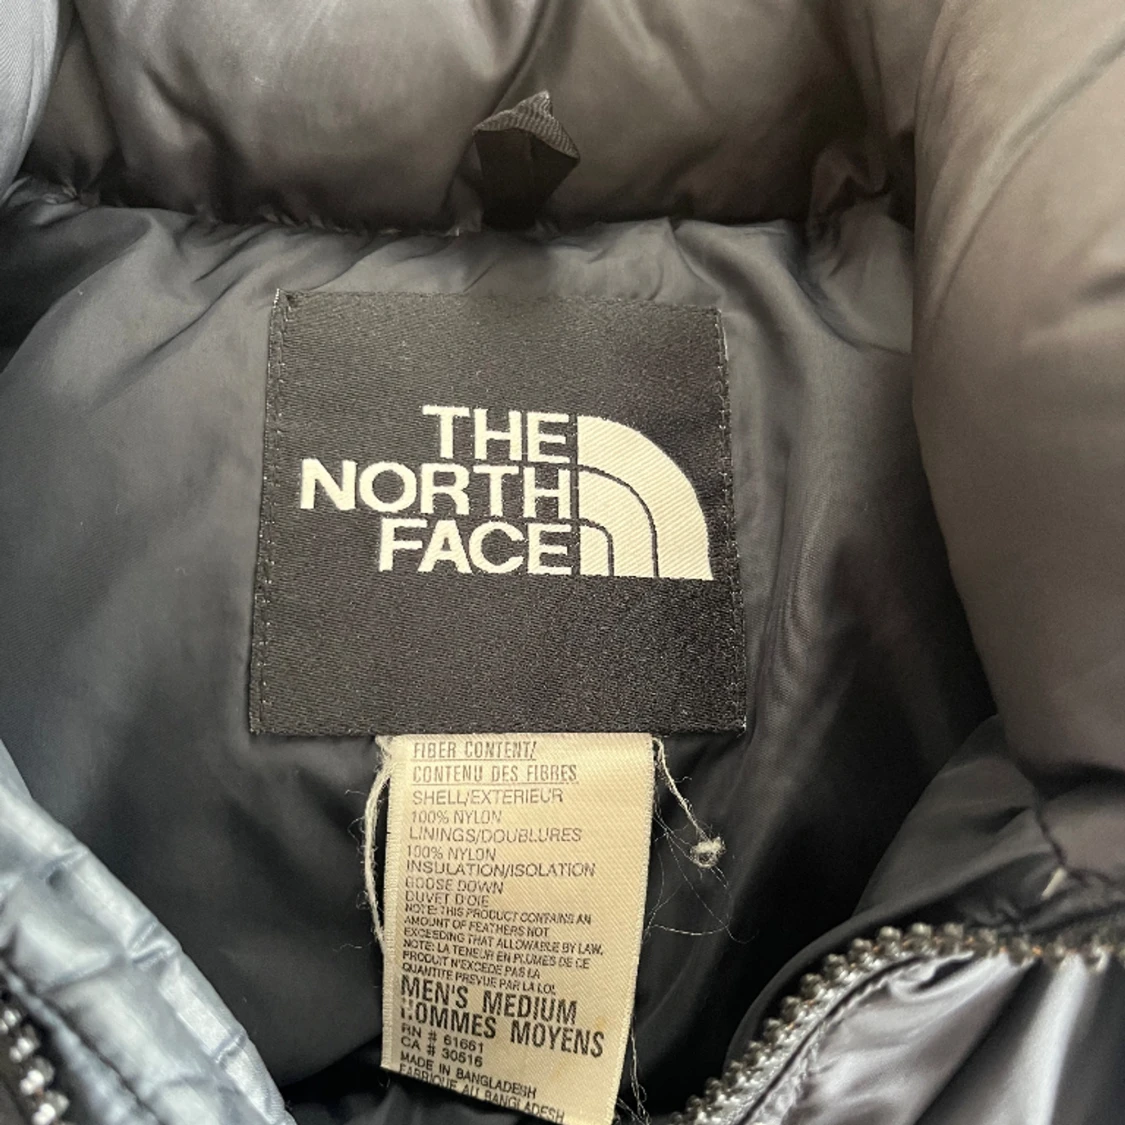 THE
NORTH
FACE
FIBER CONTENT/
CONTENU DES FIBRES
SHELL/EXTERIEUR
100% NYLON
LININGS/DOUBLURES
100% NYLON
INSULATION/ISOLATION
GOOSE DOWN
DUVET D'OIE
NOTE: THIS PRODUCT CONTAINS AN
AMOUNT OF FEATHERS NOT
EXCEEDING THAT ALLOWABLE BY LAW.
NOTE: LA TENEUR EN PLUMES DE CE
PRODUIT N'EXCEDE PAS LA
QUANTITE PREVUE PAR LA LOI.
MEN'S MEDIUM
HOMMES MOYENS
RN # 61661
CA # 30516
MADE IN BANGLADESH
FABRIQUE AU BANGLADESH